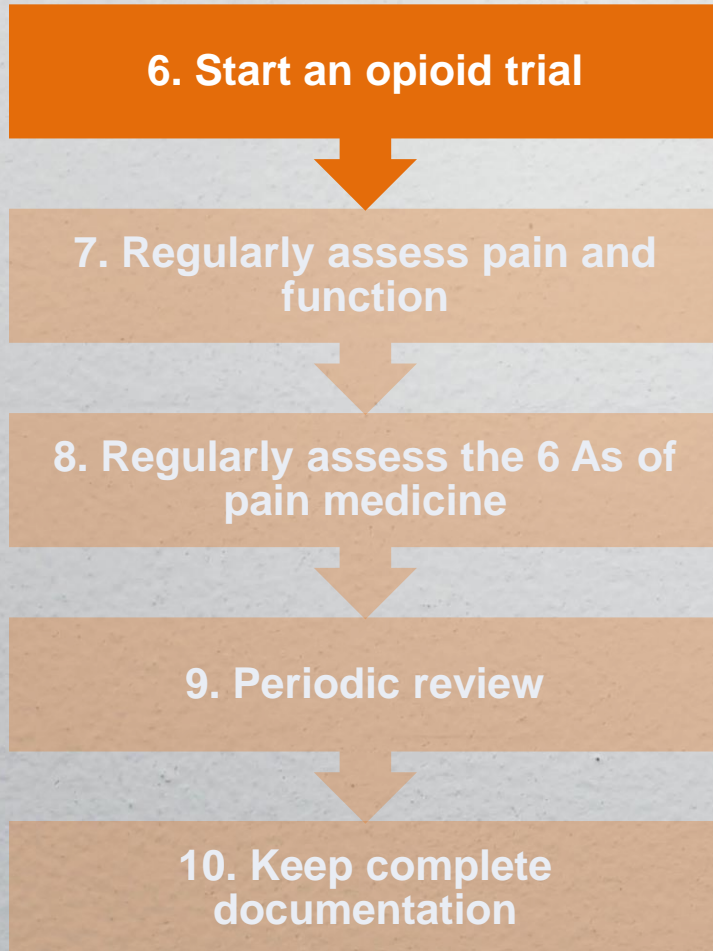 6. Start an opioid trial
7. Regularly assess pain and
function
8. Regularly assess the 6 As of
pain medicine
9. Periodic review
10. Keep complete
documentation